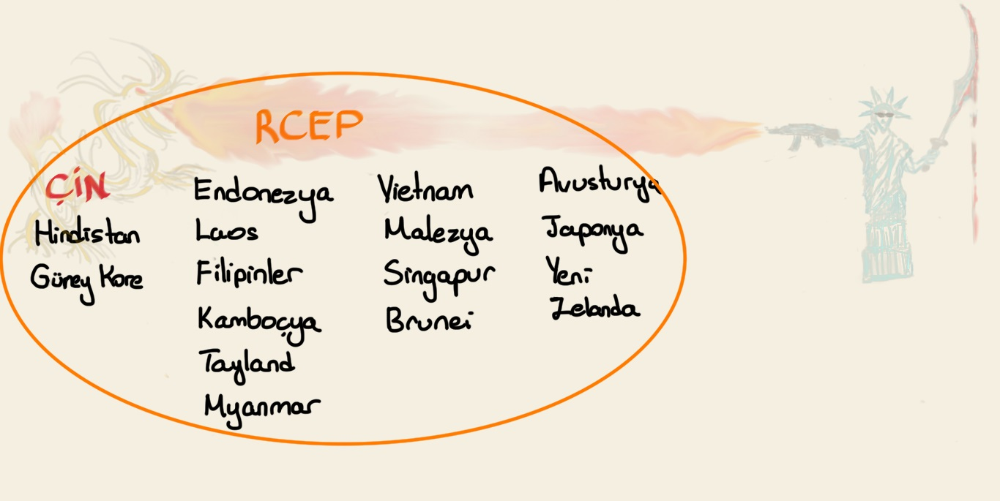 RCEP
ÇİN
Hindistan
Güney Kore
Endonezya
Laos
Filipinler
Kamboçya
Tayland
Myanmar
Vietnam
Malezya
Singapur
Brunei
Avusturya
Japonya
Yeni
Zelanda